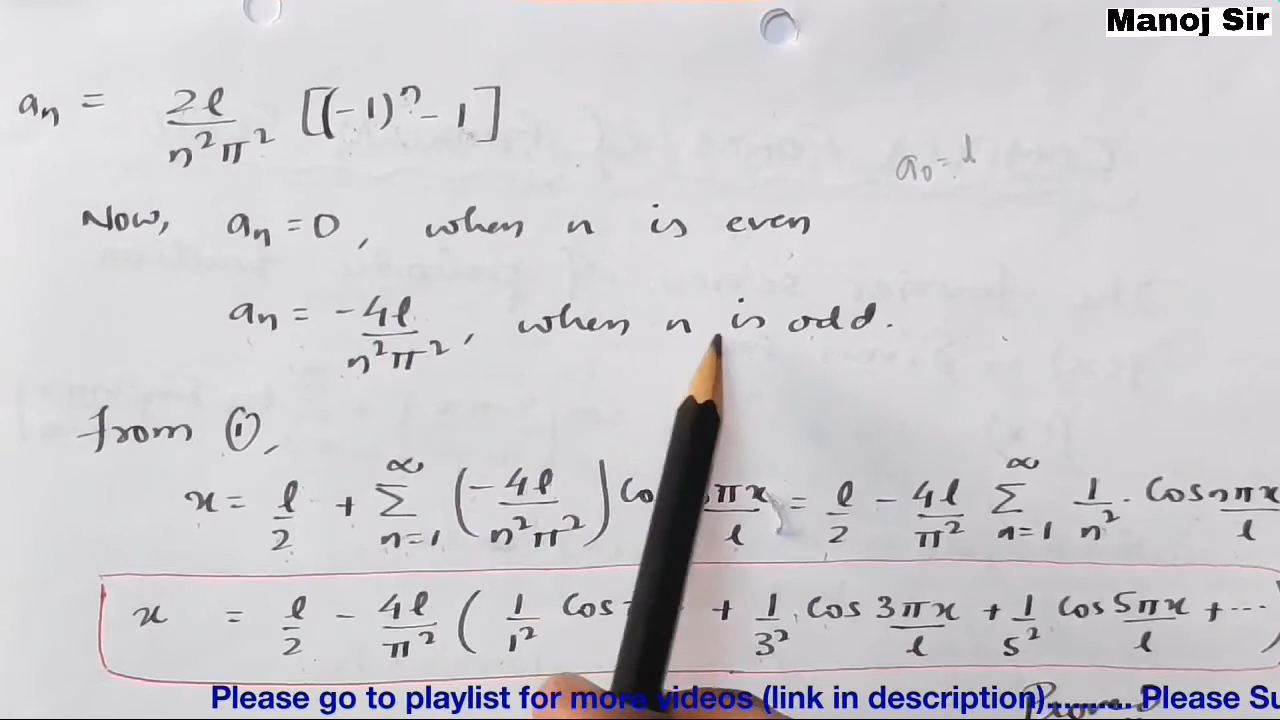 Manoj Sir
aₙ = 2ℓ/n²π² [(-1)ⁿ - 1]
a₀ = l
Now, aₙ = 0, when n is even
aₙ = -4ℓ/n²π², when n is odd.
from ①,
x = ℓ/2 + ∑ₙ₌₁^∞ (-4ℓ/n²π²) Co πx/ℓ = ℓ/2 - 4ℓ/π² ∑ₙ₌₁^∞ 1/n² · Cos nπx/ℓ
x = ℓ/2 - 4ℓ/π² ( 1/1² Cos + 1/3² Cos 3πx/ℓ + 1/5² Cos 5πx/ℓ + ···
Please go to playlist for more videos (link in description)......... Please Su